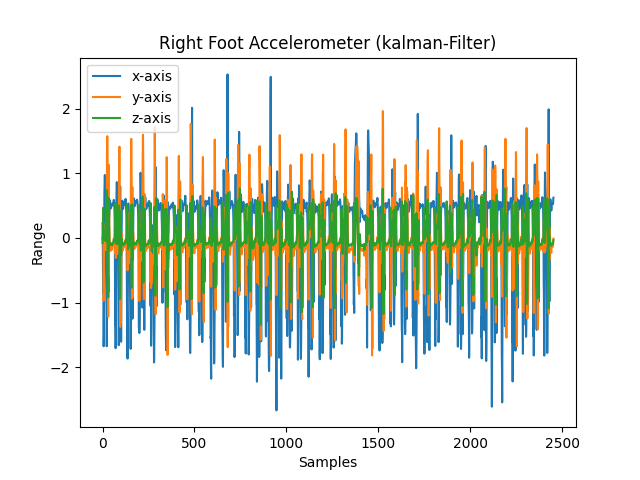 Right Foot Accelerometer (kalman-Filter)
x-axis
y-axis
z-axis
2
1
0
−1
−2
Range
0
500
1000
1500
2000
2500
Samples